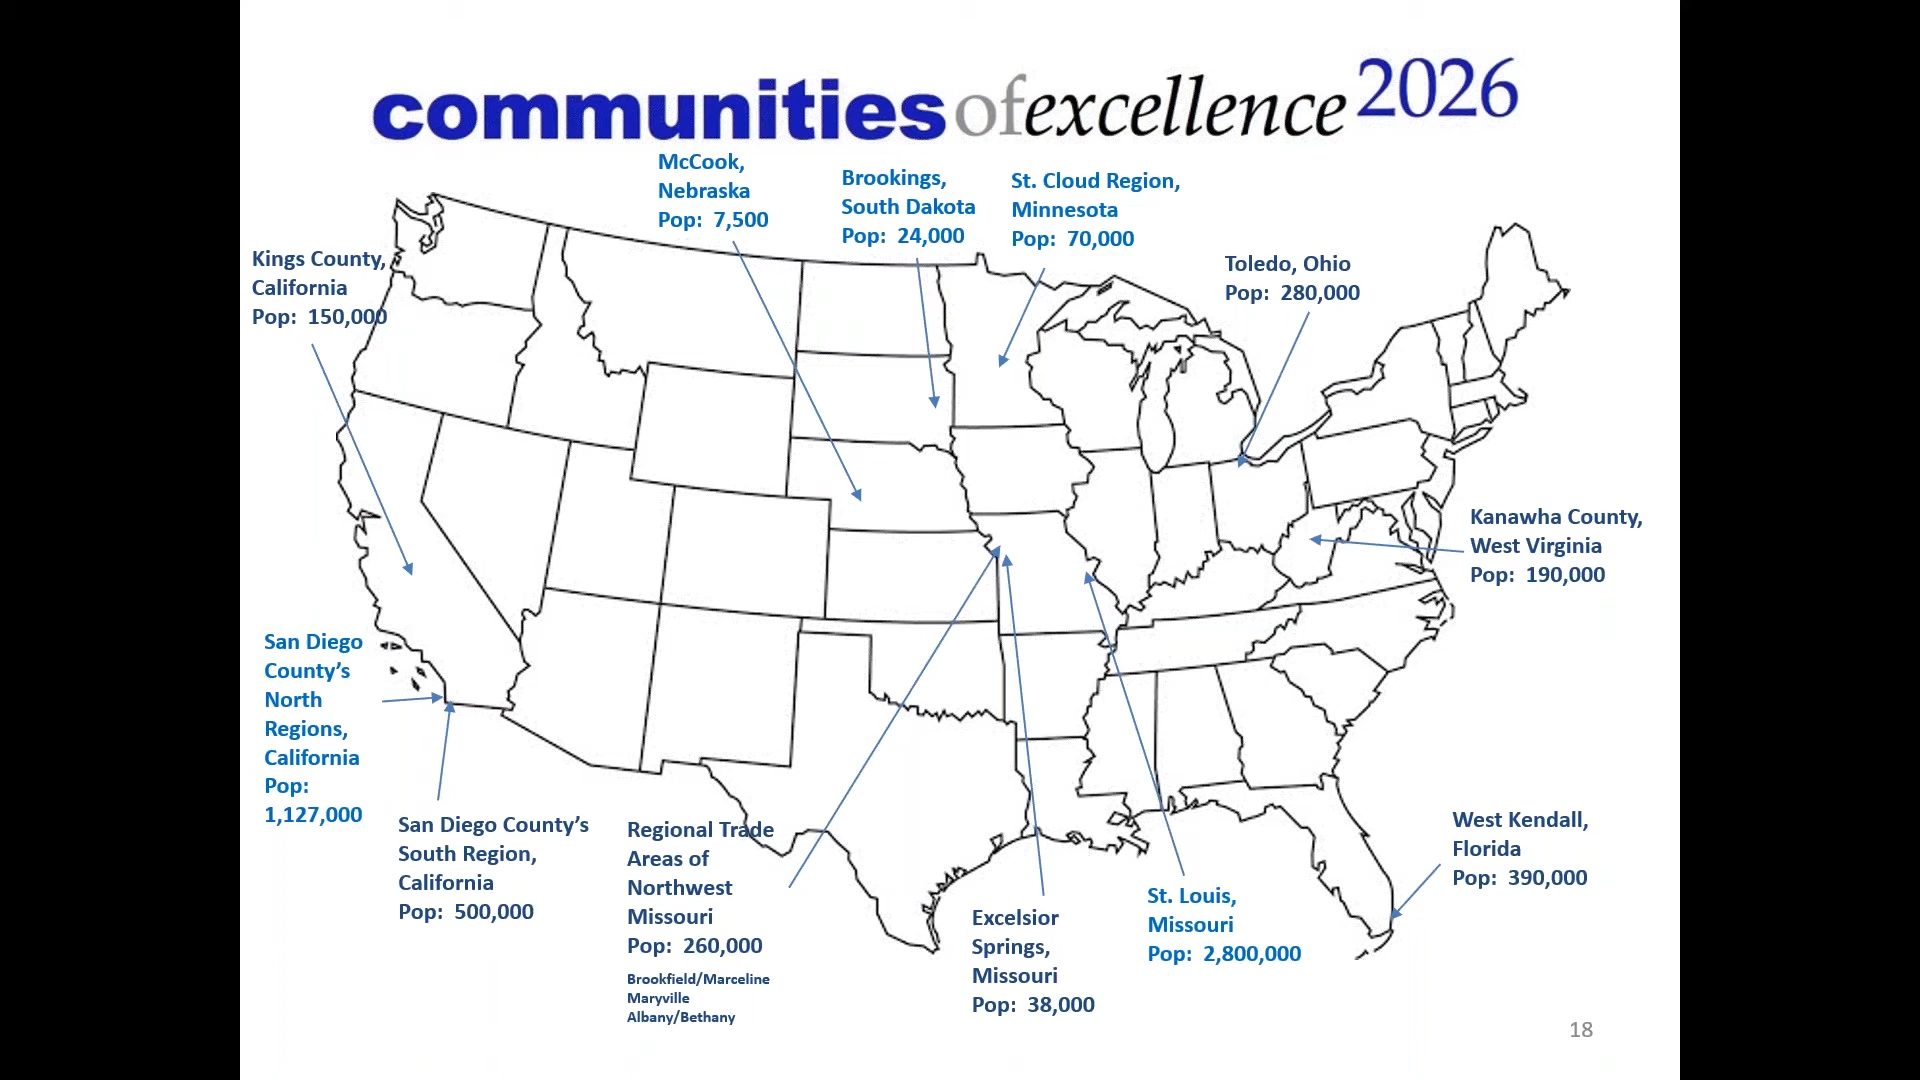 communities of excellence 2026
McCook,
Nebraska
Pop: 7,500
Brookings,
South Dakota
Pop: 24,000
St. Cloud Region,
Minnesota
Pop: 70,000
Kings County,
California
Pop: 150,000
Toledo, Ohio
Pop: 280,000
Kanawha County,
West Virginia
Pop: 190,000
San Diego
County’s
North
Regions,
California
Pop:
1,127,000
San Diego County’s
South Region,
California
Pop: 500,000
Regional Trade
Areas of
Northwest
Missouri
Pop: 260,000
Brookfield/Marceline
Maryville
Albany/Bethany
Excelsior
Springs,
Missouri
Pop: 38,000
St. Louis,
Missouri
Pop: 2,800,000
West Kendall,
Florida
Pop: 390,000
18